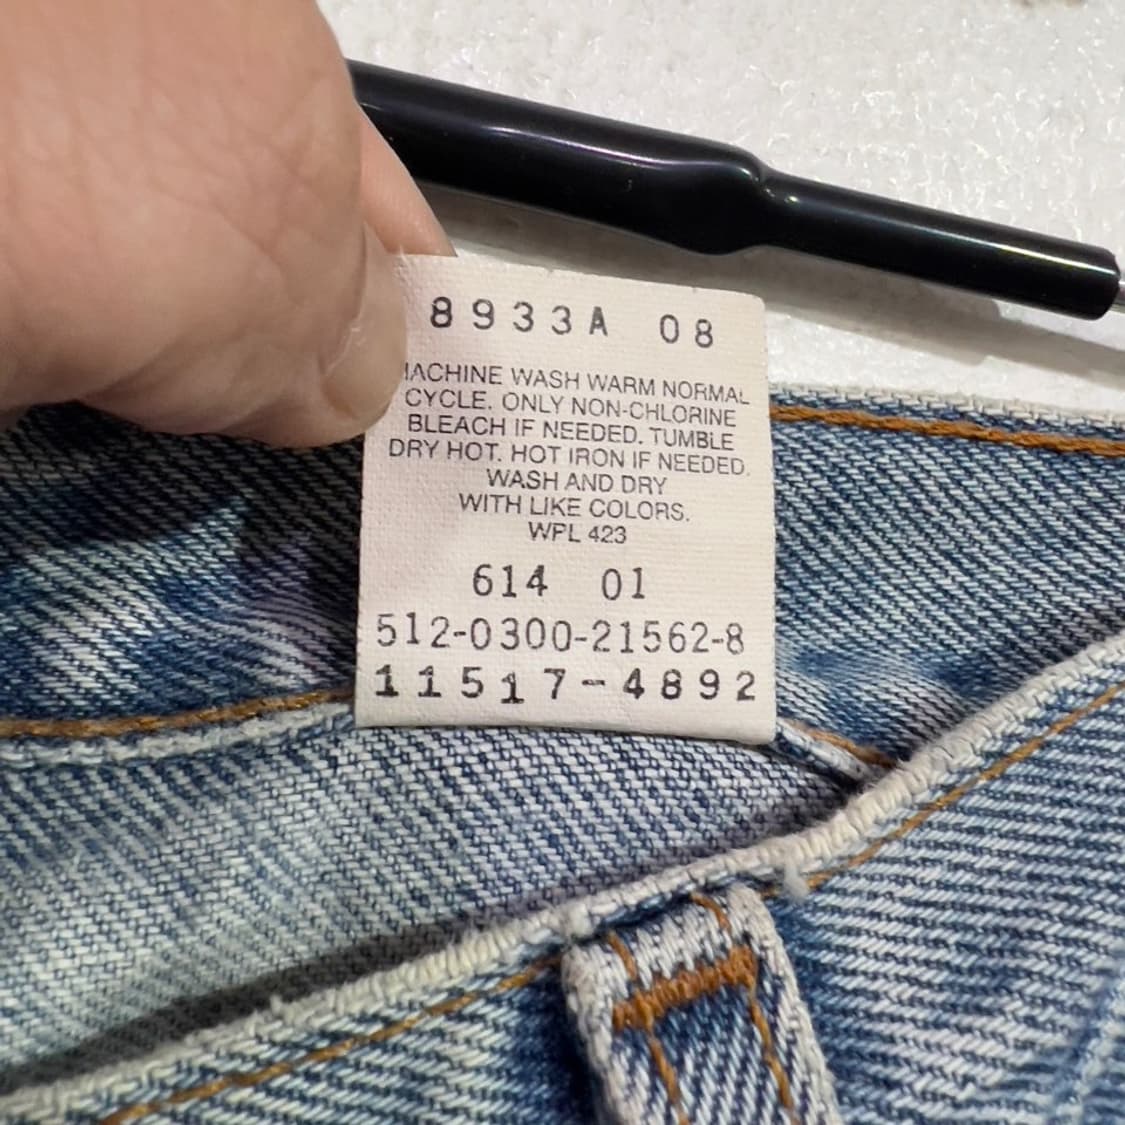 8933A 08
MACHINE WASH WARM NORMAL
CYCLE. ONLY NON-CHLORINE
BLEACH IF NEEDED. TUMBLE
DRY HOT. HOT IRON IF NEEDED.
WASH AND DRY
WITH LIKE COLORS.
WPL 423
614 01
512-0300-21562-8
11517-4892